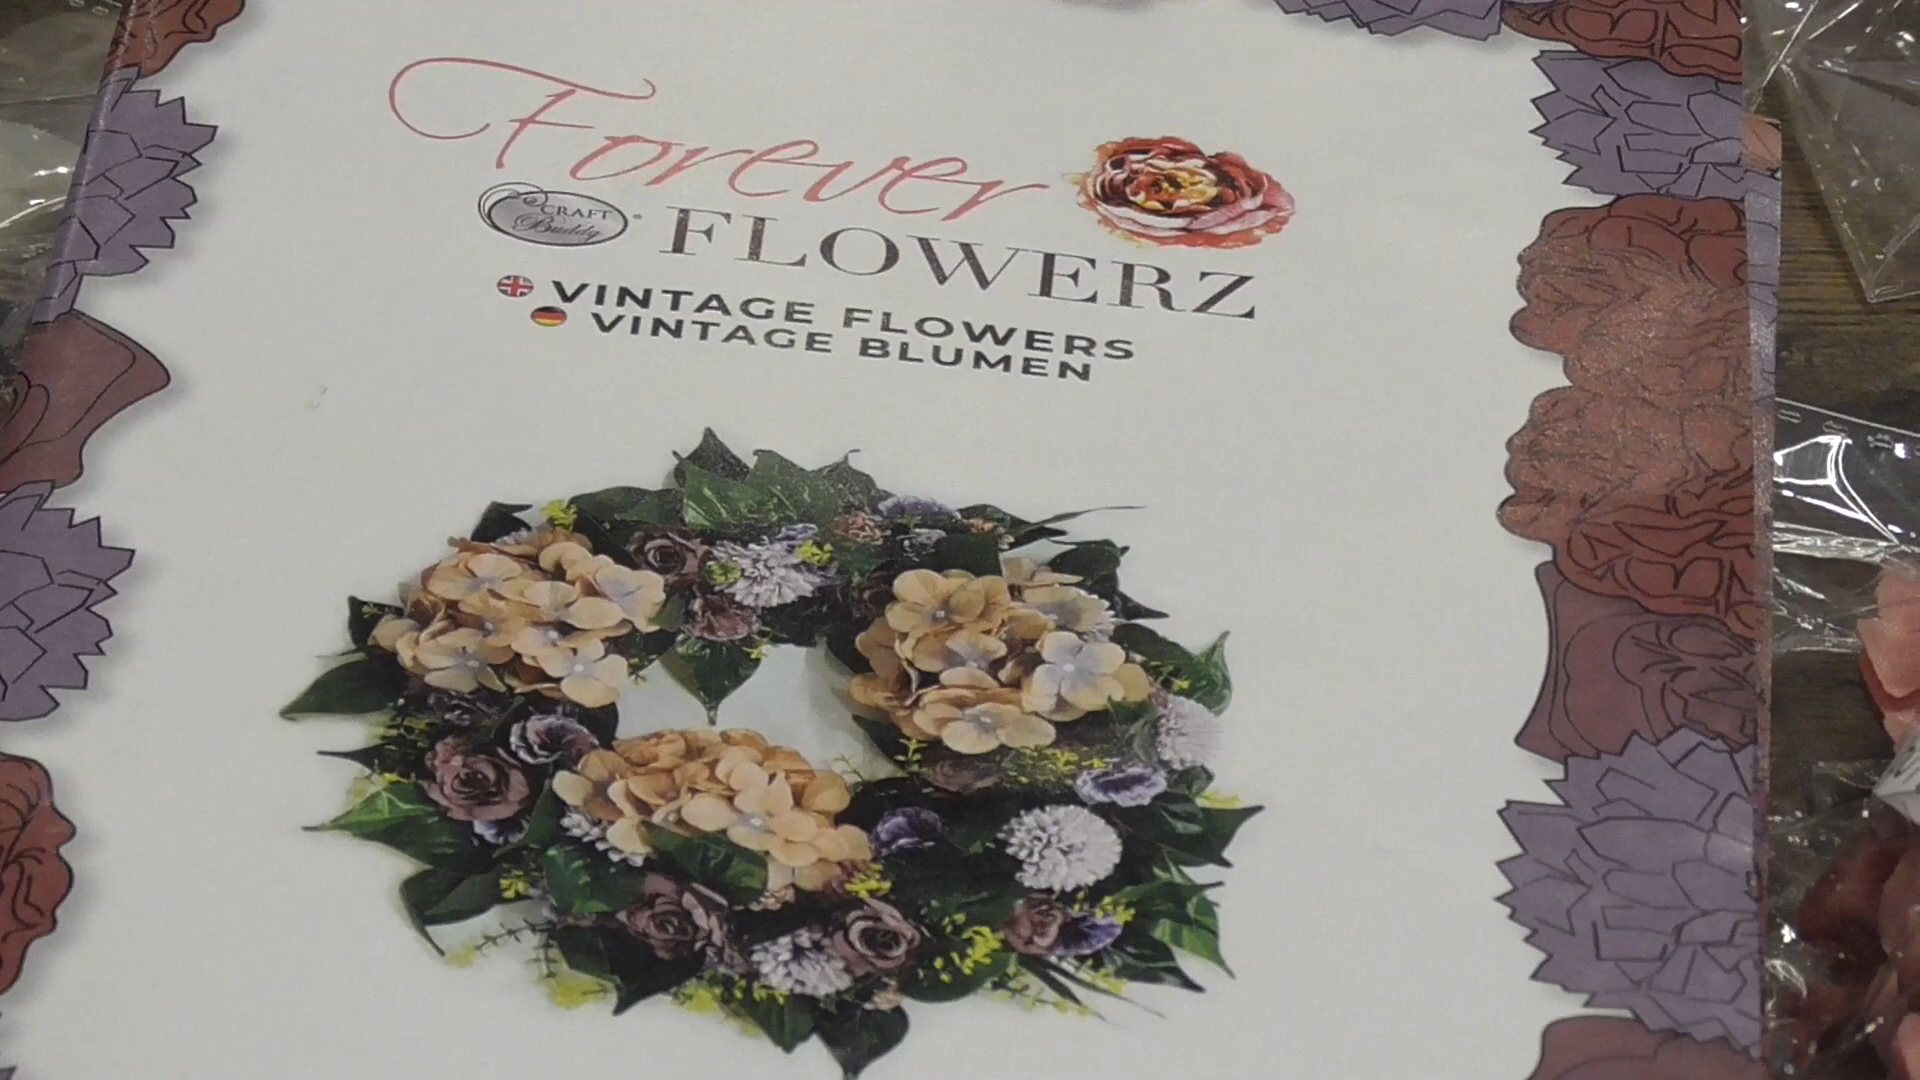 Forever
CRAFT
Buddy
®
FLOWERZ
VINTAGE FLOWERS
VINTAGE BLUMEN